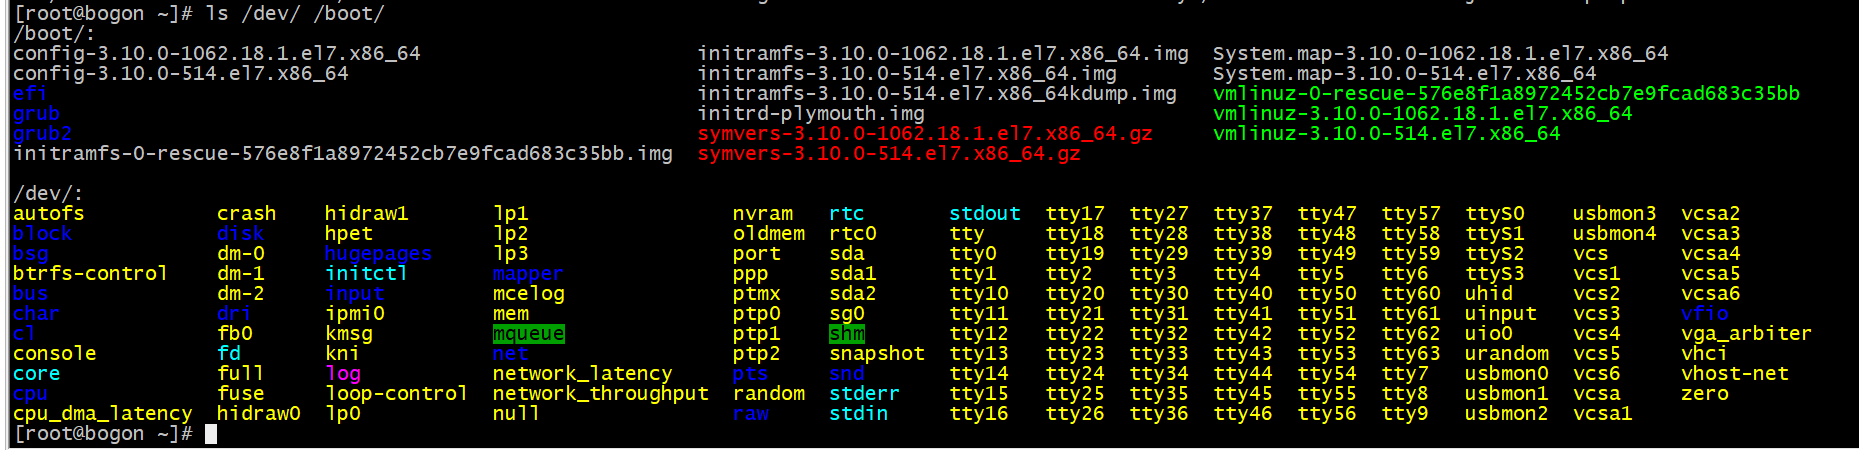 [root@bogon ~]# ls /dev/ /boot/
/boot/:
config-3.10.0-1062.18.1.el7.x86_64 initramfs-3.10.0-1062.18.1.el7.x86_64.img System.map-3.10.0-1062.18.1.el7.x86_64
config-3.10.0-514.el7.x86_64 initramfs-3.10.0-514.el7.x86_64.img System.map-3.10.0-514.el7.x86_64
efi initramfs-3.10.0-514.el7.x86_64kdump.img vmlinuz-0-rescue-576e8f1a8972452cb7e9fcad683c35bb
grub initrd-plymouth.img vmlinuz-3.10.0-1062.18.1.el7.x86_64
grub2 symvers-3.10.0-1062.18.1.el7.x86_64.gz vmlinuz-3.10.0-514.el7.x86_64
initramfs-0-rescue-576e8f1a8972452cb7e9fcad683c35bb.img symvers-3.10.0-514.el7.x86_64.gz
/dev/:
autofs crash hidraw1 lp1 nvram rtc stdout tty17 tty27 tty37 tty47 tty57 ttyS0 usbmon3 vcsa2
block disk hpet lp2 oldmem rtc0 tty tty18 tty28 tty38 tty48 tty58 ttyS1 usbmon4 vcsa3
bsg dm-0 hugepages lp3 port sda tty0 tty19 tty29 tty39 tty49 tty59 ttyS2 vcs vcsa4
btrfs-control dm-1 initctl mapper ppp sda1 tty1 tty2 tty3 tty4 tty5 tty6 ttyS3 vcs1 vcsa5
bus dm-2 input mcelog ptmx sda2 tty10 tty20 tty30 tty40 tty50 tty60 uhid vcs2 vcsa6
char dri ipmi0 mem ptp0 sg0 tty11 tty21 tty31 tty41 tty51 tty61 uinput vcs3 vfio
cl fb0 kmsg mqueue ptp1 shm tty12 tty22 tty32 tty42 tty52 tty62 uio0 vcs4 vga_arbiter
console fd kni net ptp2 snapshot tty13 tty23 tty33 tty43 tty53 tty63 urandom vcs5 vhci
core full log network_latency pts snd tty14 tty24 tty34 tty44 tty54 tty7 usbmon0 vcs6 vhost-net
cpu fuse loop-control network_throughput random stderr tty15 tty25 tty35 tty45 tty55 tty8 usbmon1 vcsa zero
cpu_dma_latency hidraw0 lp0 null raw stdin tty16 tty26 tty36 tty46 tty56 tty9 usbmon2 vcsa1
[root@bogon ~]#